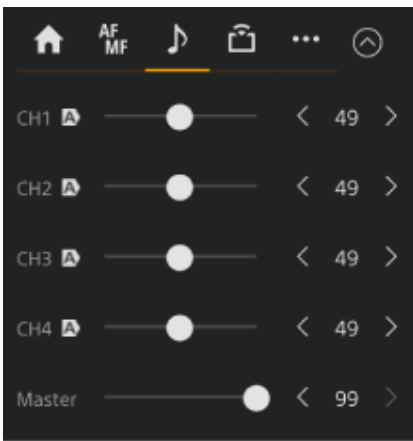 AF
MF
CH1 A 49
CH2 A 49
CH3 A 49
CH4 A 49
Master 99